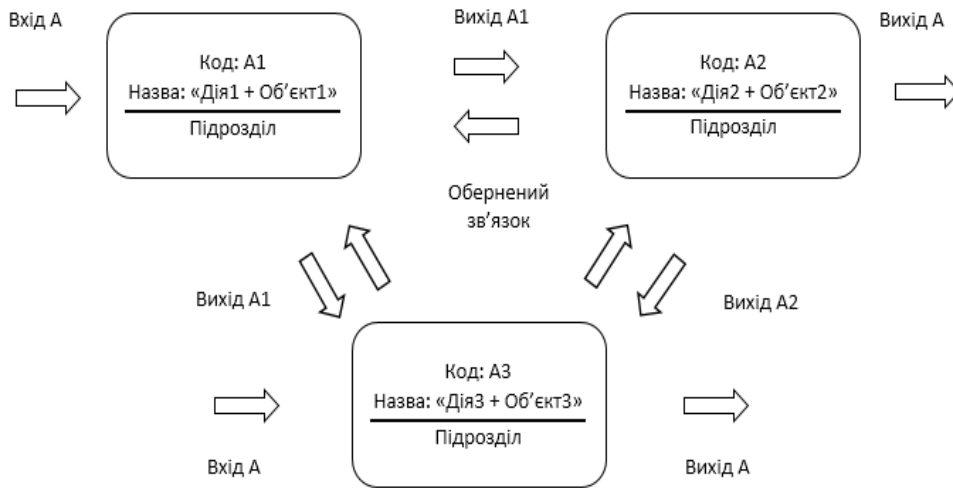 Вхід А
Вихід А1
Вихід А
Код: А1
Назва: «Дія1 + Об’єкт1»
Підрозділ
Код: А2
Назва: «Дія2 + Об’єкт2»
Підрозділ
Обернений
зв’язок
Вихід А1
Вихід А2
Код: А3
Назва: «Дія3 + Об’єкт3»
Підрозділ
Вхід А
Вихід А